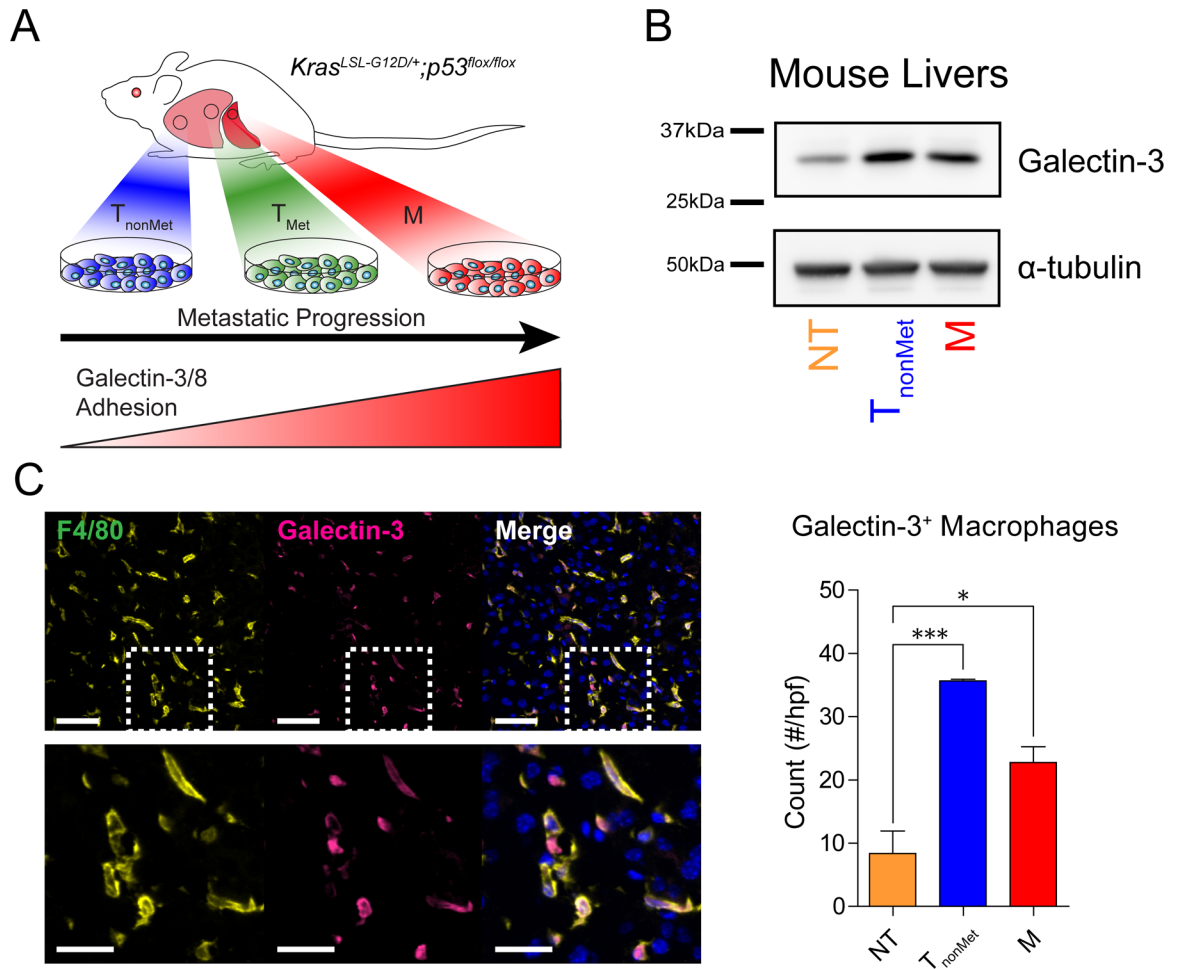 A
Kras^LSL-G12D/+;p53^flox/flox
T_nonMet
T_Met
M
Metastatic Progression
Galectin-3/8
Adhesion
B
Mouse Livers
37kDa
Galectin-3
25kDa
50kDa
α-tubulin
NT
T_nonMet
M
C
F4/80
Galectin-3
Merge
Galectin-3⁺ Macrophages
Count (#/hpf)
50
40
30
20
10
0
*
***
NT
T_nonMet
M